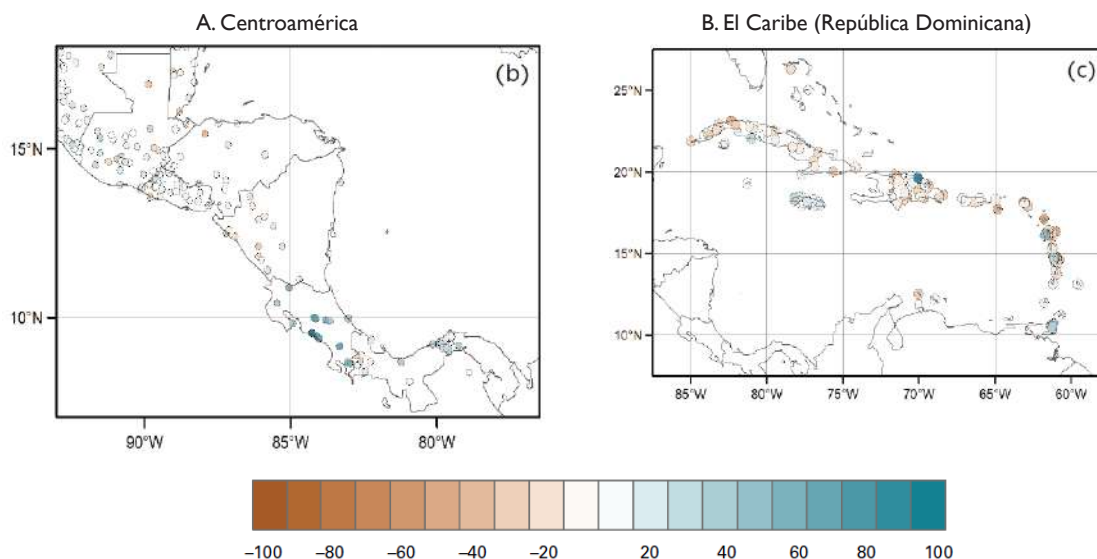 A. Centroamérica
B. El Caribe (República Dominicana)
(b)
(c)
15°N
10°N
90°W
85°W
80°W
25°N
20°N
15°N
10°N
85°W
80°W
75°W
70°W
65°W
60°W
–100 –80 –60 –40 –20 20 40 60 80 100